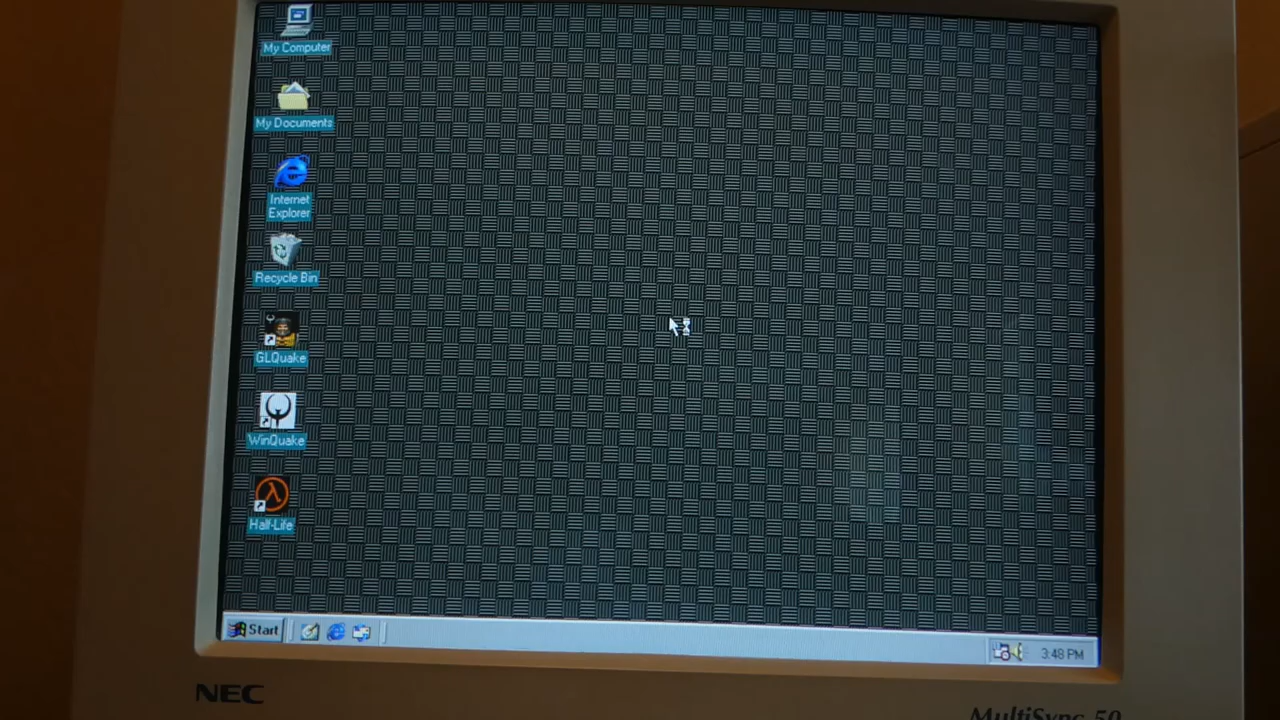 My Computer
My Documents
Internet
Explorer
Recycle Bin
GLQuake
WinQuake
Half-Life
Start
3:48 PM
NEC
MultiSync 50